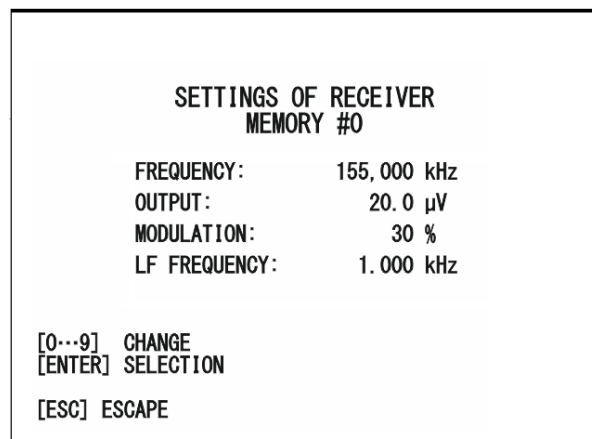 SETTINGS OF RECEIVER
MEMORY #0
FREQUENCY: 155,000 kHz
OUTPUT: 20.0 µV
MODULATION: 30 %
LF FREQUENCY: 1.000 kHz
[0···9] CHANGE
[ENTER] SELECTION
[ESC] ESCAPE